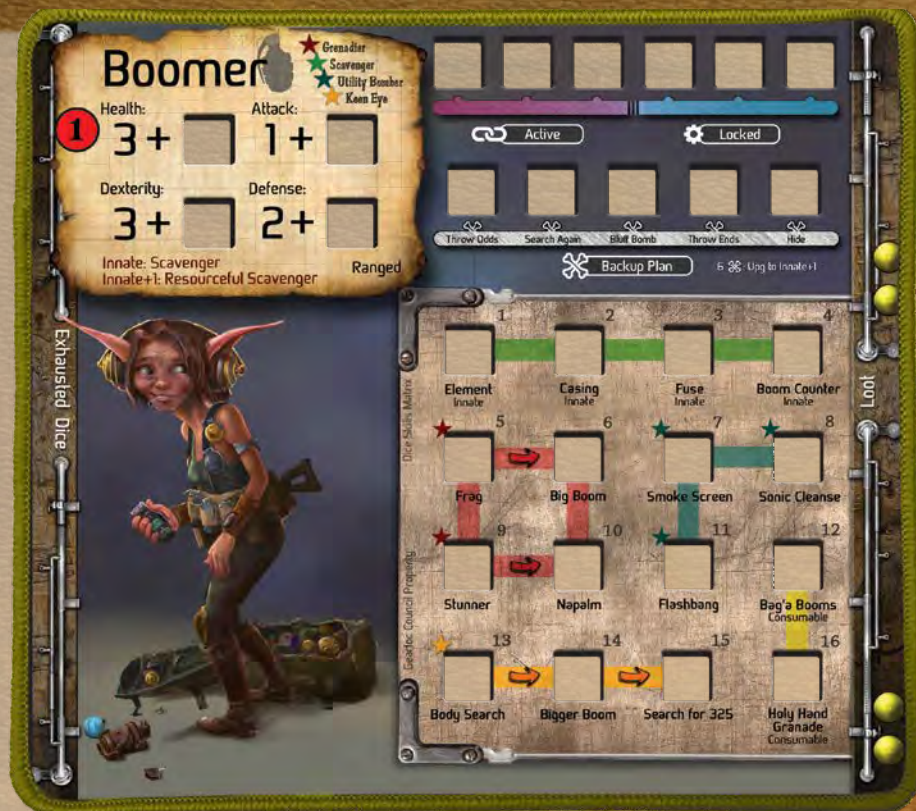 Boomer
Grenadier
Scavenger
Utility Bomber
Keen Eye
1
Health:
3+
Attack:
1+
Dexterity:
3+
Defense:
2+
Innate: Scavenger
Innate+1: Resourceful Scavenger
Ranged
Active
Locked
Throw Odds
Search Again
Bluff Bomb
Throw Ends
Hide
Backup Plan
6 Upg to Innate+1
Exhausted Dice
Loot
Dice Skills Matrix
Gearloc Council Property
1
2
3
4
Element
Innate
Casing
Innate
Fuse
Innate
Boom Counter
Innate
5
6
7
8
Frag
Big Boom
Smoke Screen
Sonic Cleanse
9
10
11
12
Stunner
Napalm
Flashbang
Bag'a Booms
Consumable
13
14
15
16
Body Search
Bigger Boom
Search for 325
Holy Hand
Granade
Consumable